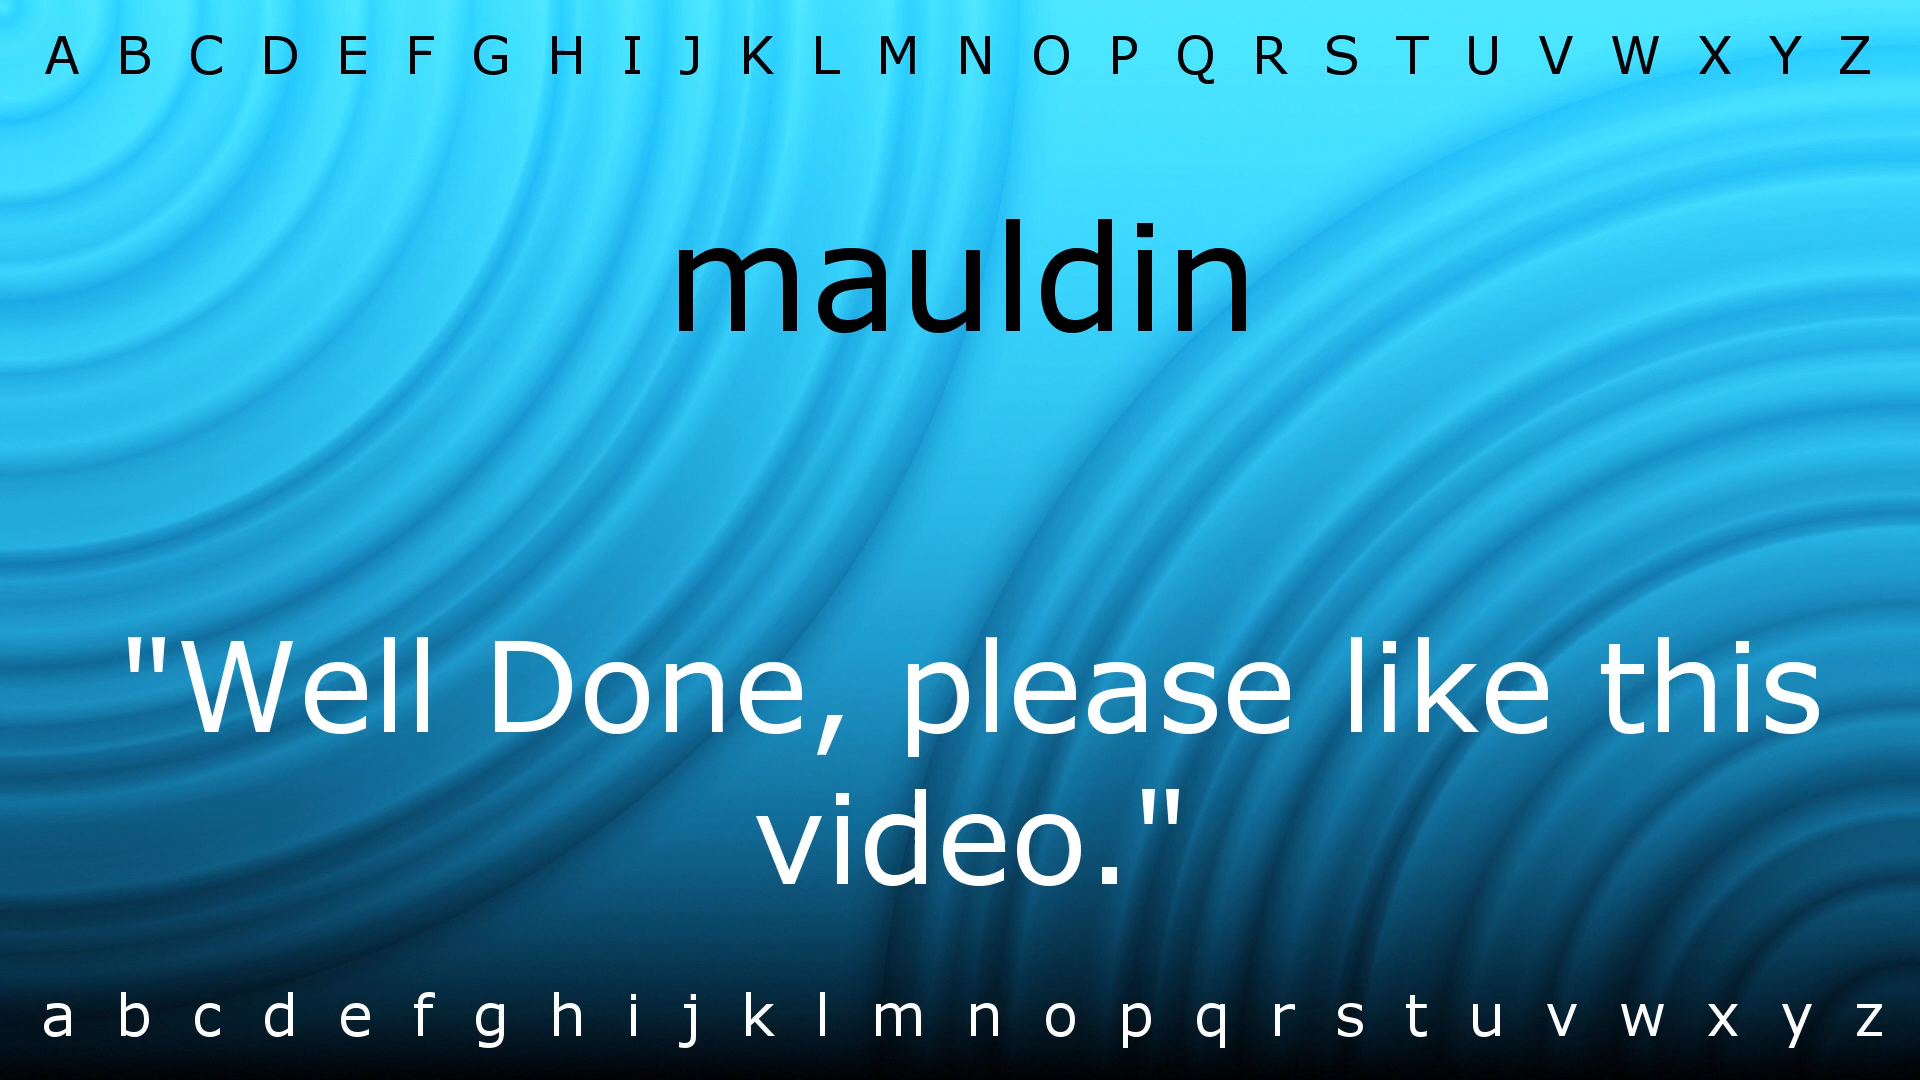 A B C D E F G H I J K L M N O P Q R S T U V W X Y Z
mauldin
"Well Done, please like this
video."
a b c d e f g h i j k l m n o p q r s t u v w x y z